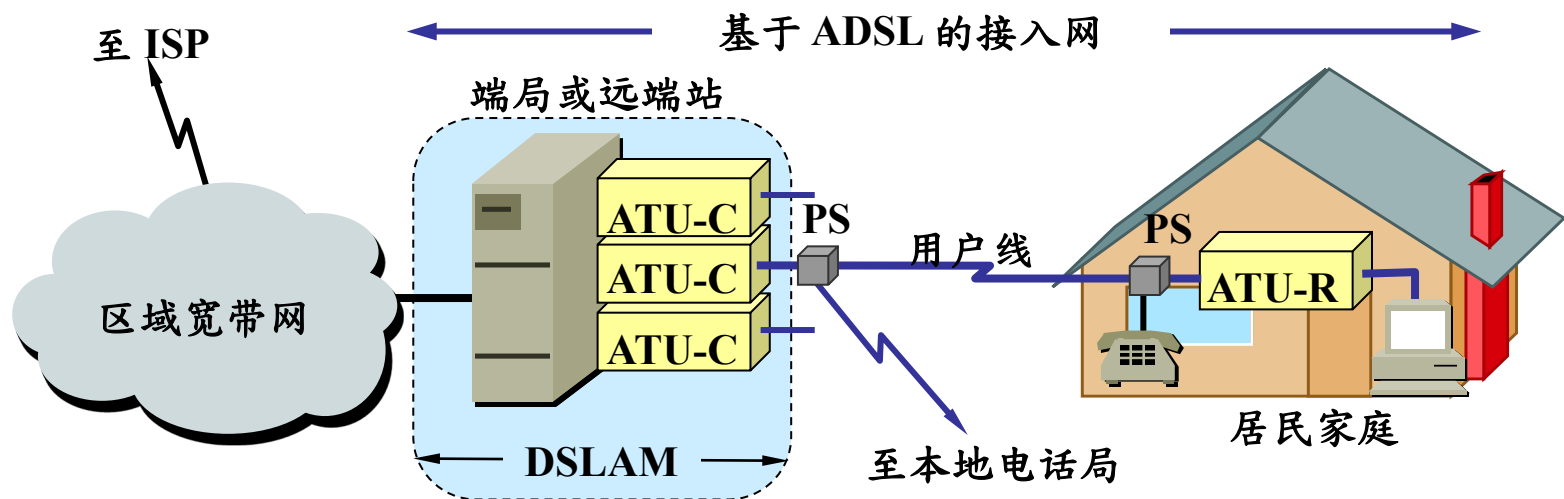 基于 ADSL 的接入网
至 ISP
端局或远端站
ATU-C
PS
用户线
PS
ATU-C
ATU-R
区域宽带网
ATU-C
居民家庭
DSLAM
至本地电话局